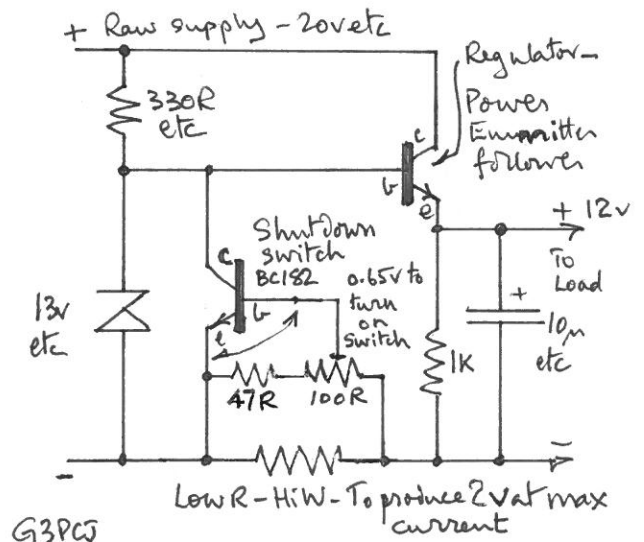 + Raw supply - 20v etc
330R
etc
Regulator -
Power
Emmitter
follower
c
b
e
+ 12v
To
Load
Shutdown
switch
BC182
c
b
e
0.65v to
turn
on
switch
13v
etc
47R
100R
1K
+
10µ
etc
-
-
Low R - Hi W - To produce 2v at max
current
G3PCJ